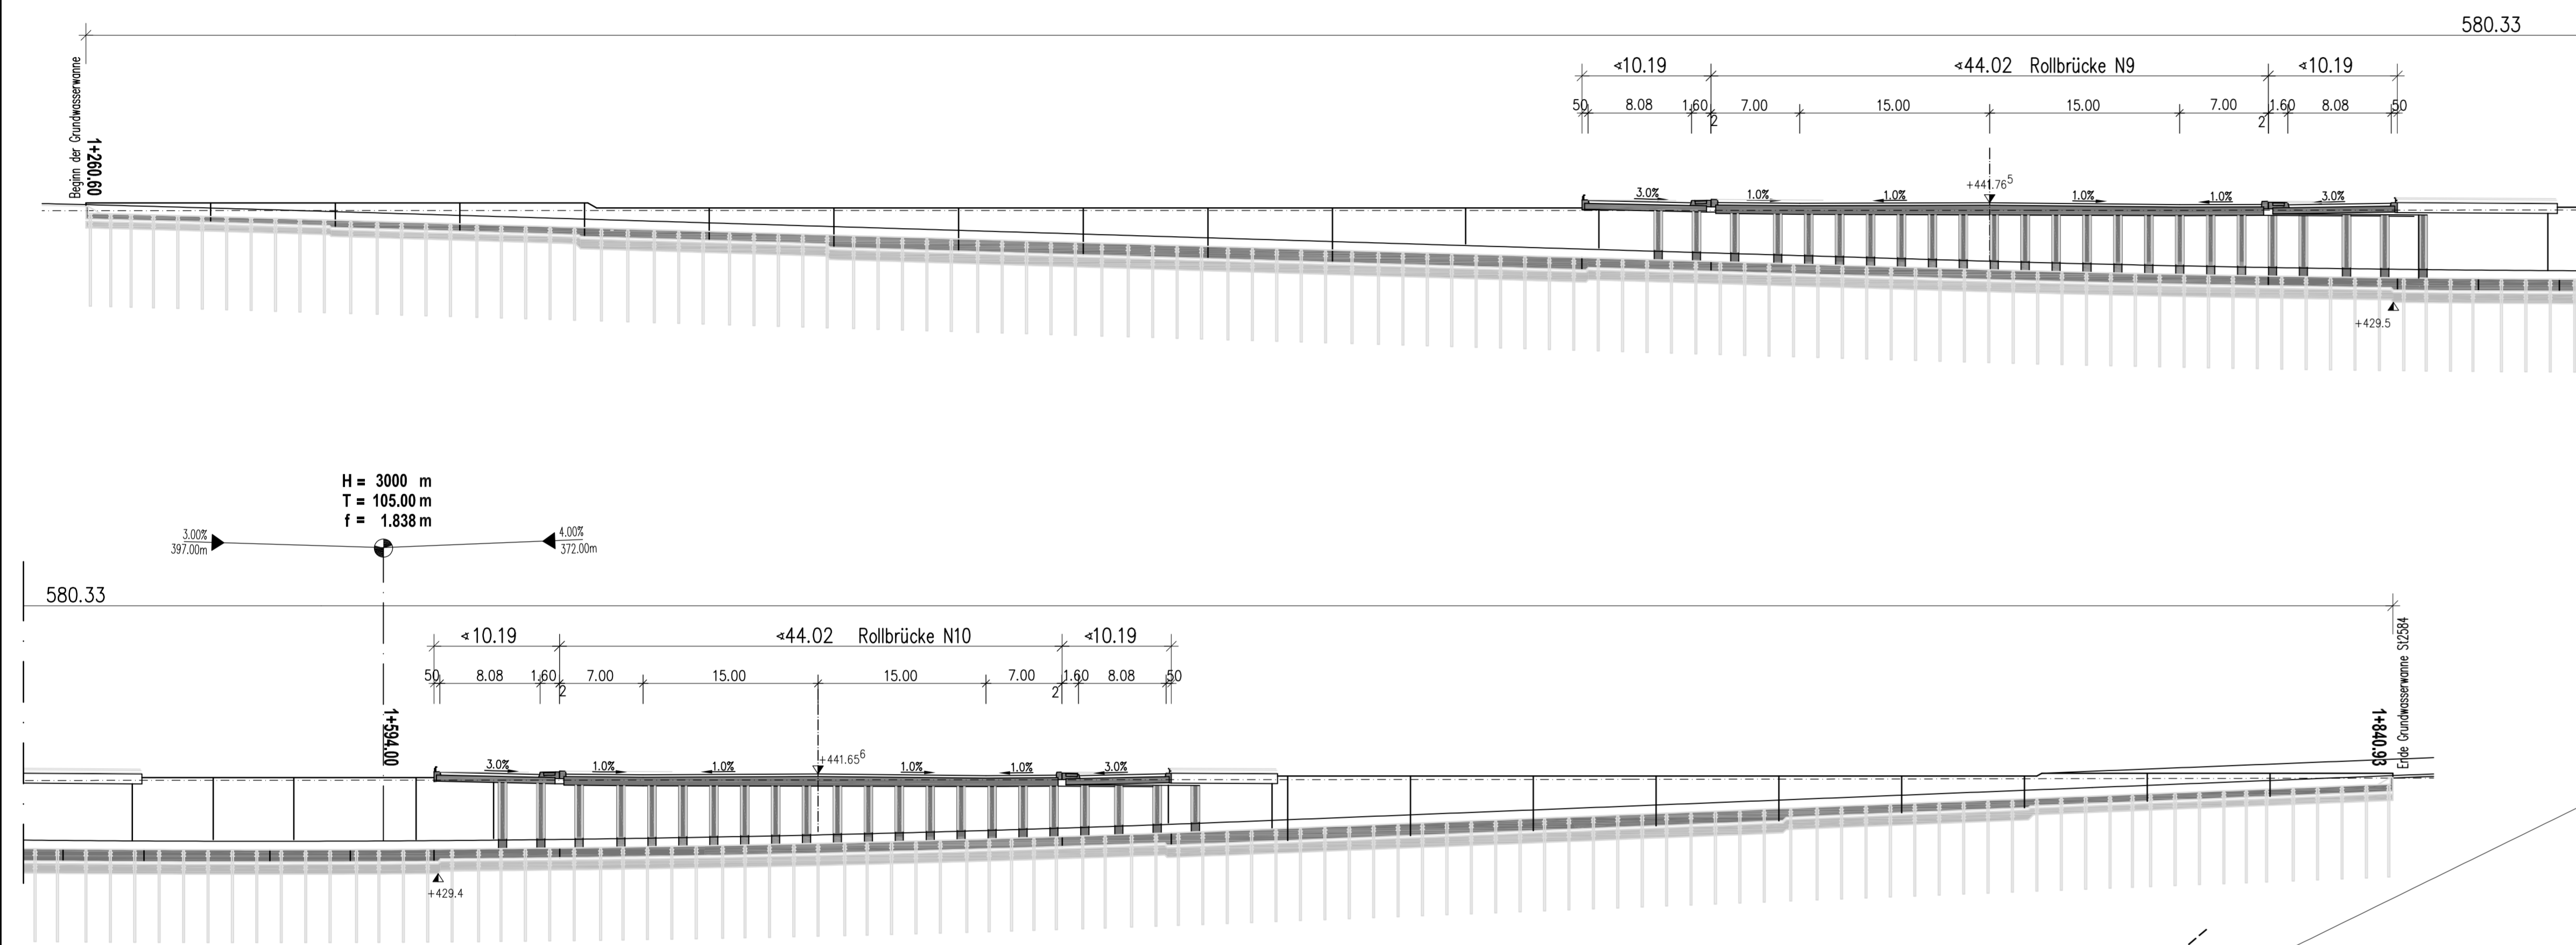 580.33
∢10.19 ∢44.02 Rollbrücke N9 ∢10.19
50 8.08 1.60 7.00 15.00 15.00 7.00 1.60 8.08 50
2 2
Beginn der Grundwasserwanne
1+260.60
+441.76⁵
3.0% 1.0% 1.0% 1.0% 1.0% 3.0%
+429.5
H = 3000 m
T = 105.00 m
f = 1.838 m
3.00% 4.00%
397.00m 372.00m
580.33
∢10.19 ∢44.02 Rollbrücke N10 ∢10.19
50 8.08 1.60 7.00 15.00 15.00 7.00 1.60 8.08 50
2 2
1+594.00
1+840.93
Ende Grundwasserwanne St2584
+441.65⁶
3.0% 1.0% 1.0% 1.0% 1.0% 3.0%
+429.4